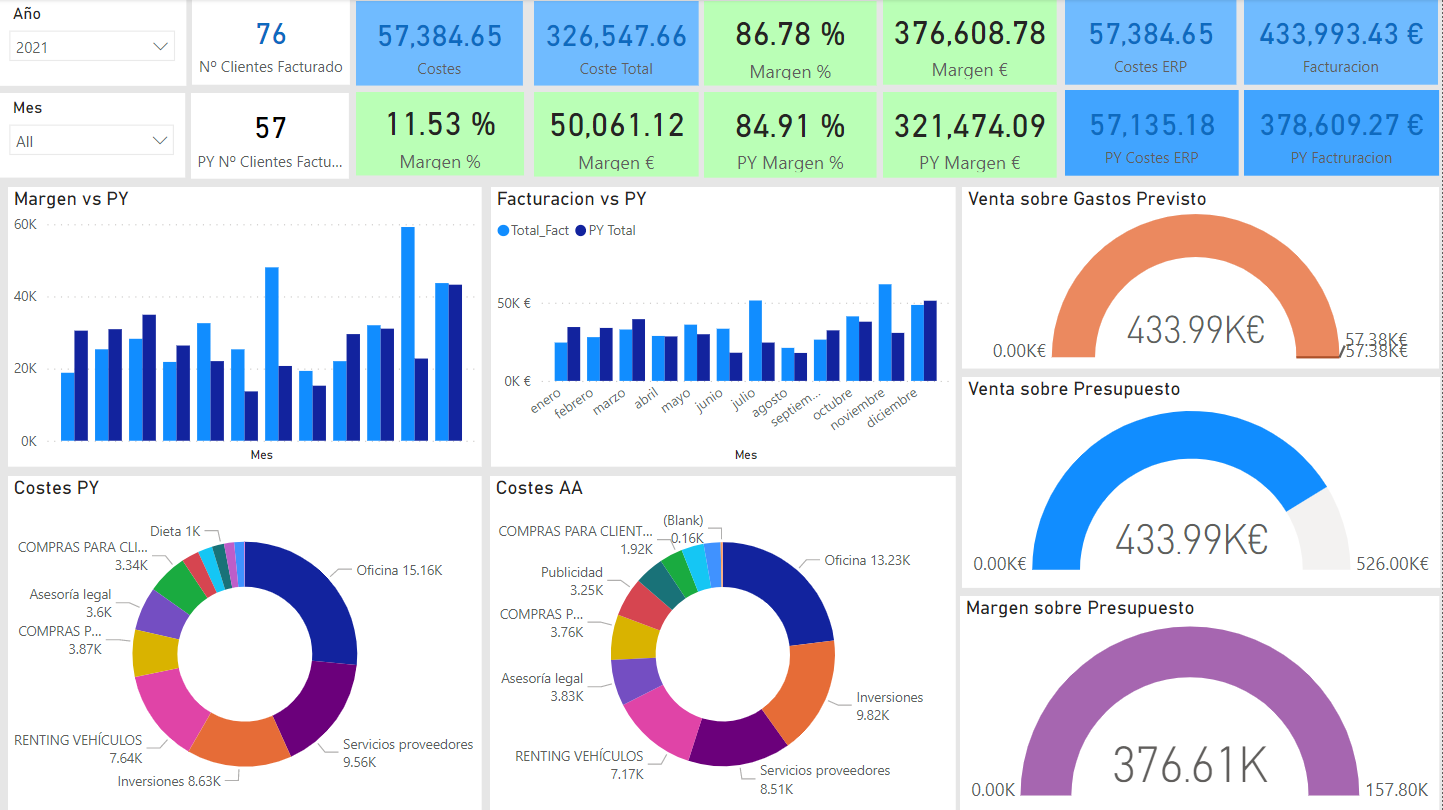 Año
2021
76
Nº Clientes Facturado
57,384.65
Costes
326,547.66
Coste Total
86.78 %
Margen %
376,608.78
Margen €
57,384.65
Costes ERP
433,993.43 €
Facturacion
Mes
All
57
PY Nº Clientes Factu...
11.53 %
Margen %
50,061.12
Margen €
84.91 %
PY Margen %
321,474.09
PY Margen €
57,135.18
PY Costes ERP
378,609.27 €
PY Factruracion
Margen vs PY
60K
40K
20K
0K
Mes
Facturacion vs PY
Total_Fact
PY Total
50K €
0K €
enero
febrero
marzo
abril
mayo
junio
julio
agosto
septiem...
octubre
noviembre
diciembre
Mes
Venta sobre Gastos Previsto
433.99K€
0.00K€
57.38K€
57.38K€
Venta sobre Presupuesto
433.99K€
0.00K€
526.00K€
Costes PY
Dieta 1K
COMPRAS PARA CLI...
3.34K
Asesoría legal
3.6K
COMPRAS P...
3.87K
RENTING VEHÍCULOS
7.64K
Inversiones 8.63K
Servicios proveedores
9.56K
Oficina 15.16K
Costes AA
(Blank)
0.16K
COMPRAS PARA CLIENT...
1.92K
Publicidad
3.25K
COMPRAS P...
3.76K
Asesoría legal
3.83K
RENTING VEHÍCULOS
7.17K
Servicios proveedores
8.51K
Inversiones
9.82K
Oficina 13.23K
Margen sobre Presupuesto
376.61K
0.00K
157.80K